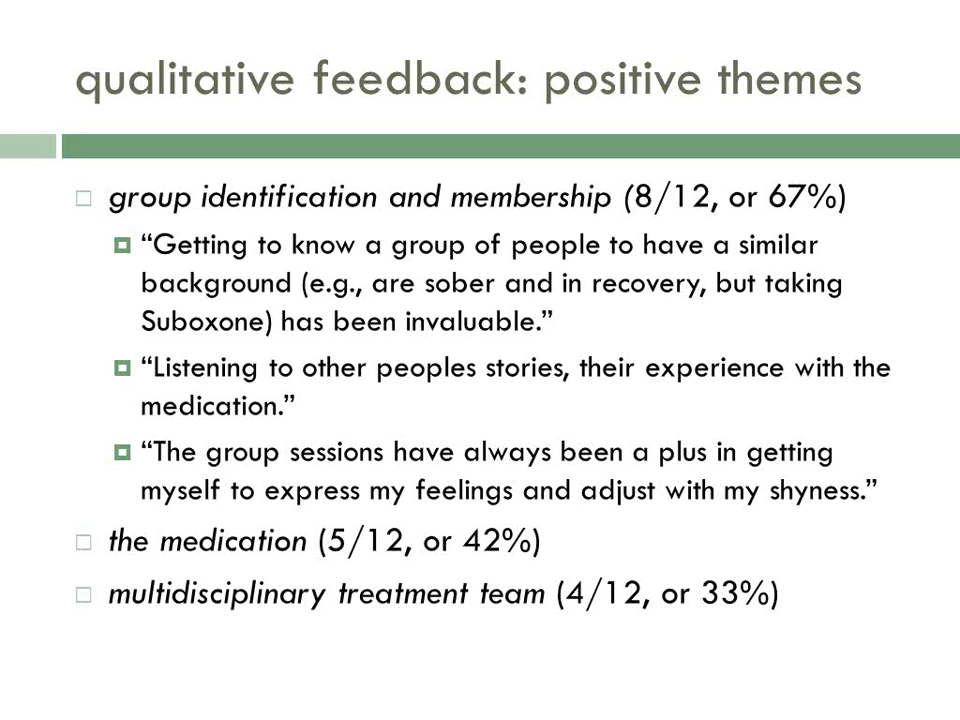 qualitative feedback: positive themes
group identification and membership (8/12, or 67%)
“Getting to know a group of people to have a similar
background (e.g., are sober and in recovery, but taking
Suboxone) has been invaluable.”
“Listening to other peoples stories, their experience with the
medication.”
“The group sessions have always been a plus in getting
myself to express my feelings and adjust with my shyness.”
the medication (5/12, or 42%)
multidisciplinary treatment team (4/12, or 33%)